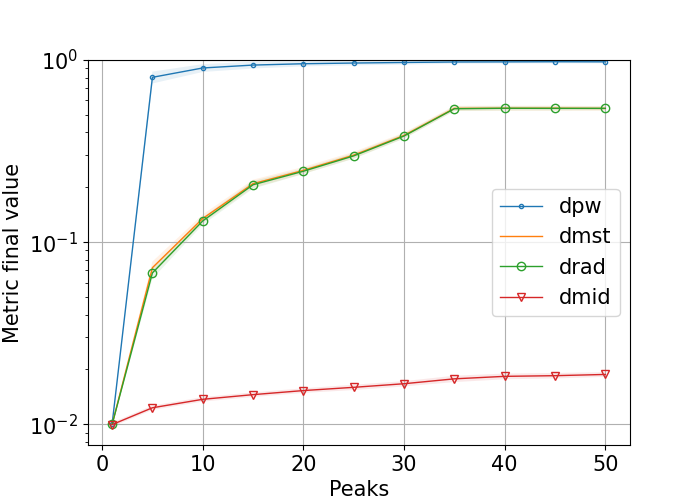 Metric final value
10^0
10^-1
10^-2
dpw
dmst
drad
dmid
0 10 20 30 40 50
Peaks